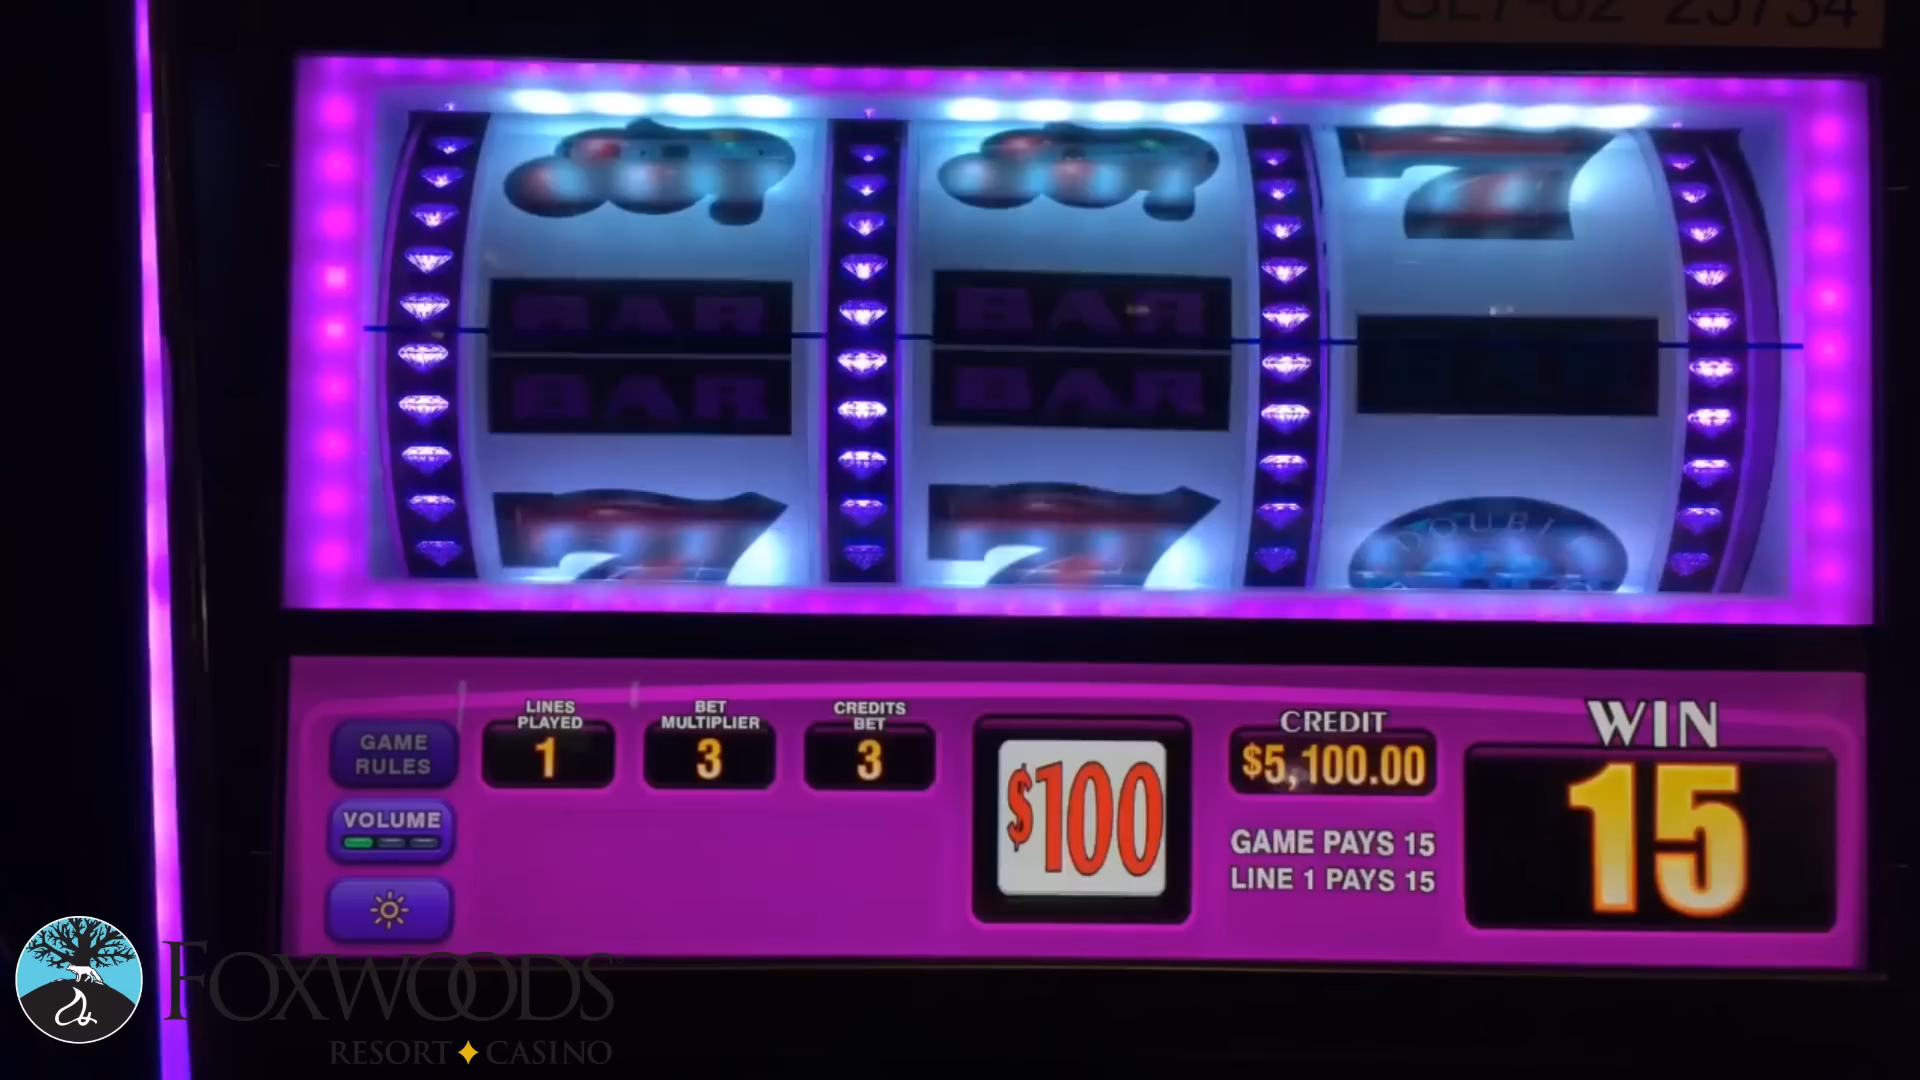 BAR BAR
BAR BAR
DOUBL
LINES PLAYED
1
BET MULTIPLIER
3
CREDITS BET
3
GAME RULES
VOLUME
$100
CREDIT
$5,100.00
GAME PAYS 15
LINE 1 PAYS 15
WIN
15
FOXWOODS
RESORT CASINO